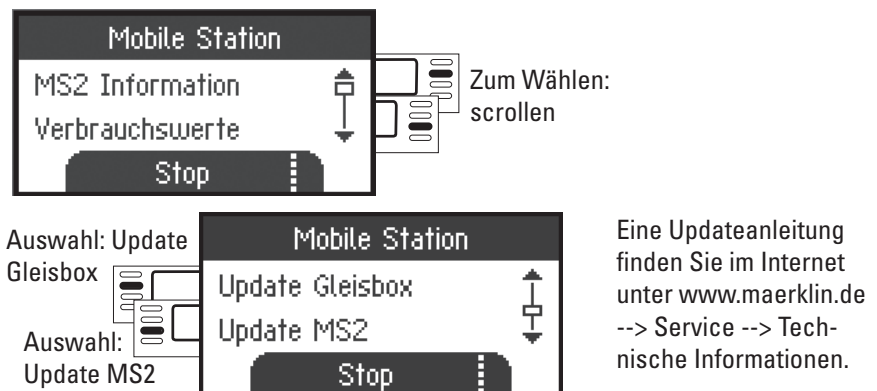 Mobile Station
MS2 Information
Verbrauchswerte
Stop
Zum Wählen:
scrollen
Auswahl: Update
Gleisbox
Auswahl:
Update MS2
Mobile Station
Update Gleisbox
Update MS2
Stop
Eine Updateanleitung
finden Sie im Internet
unter www.maerklin.de
--> Service --> Tech-
nische Informationen.